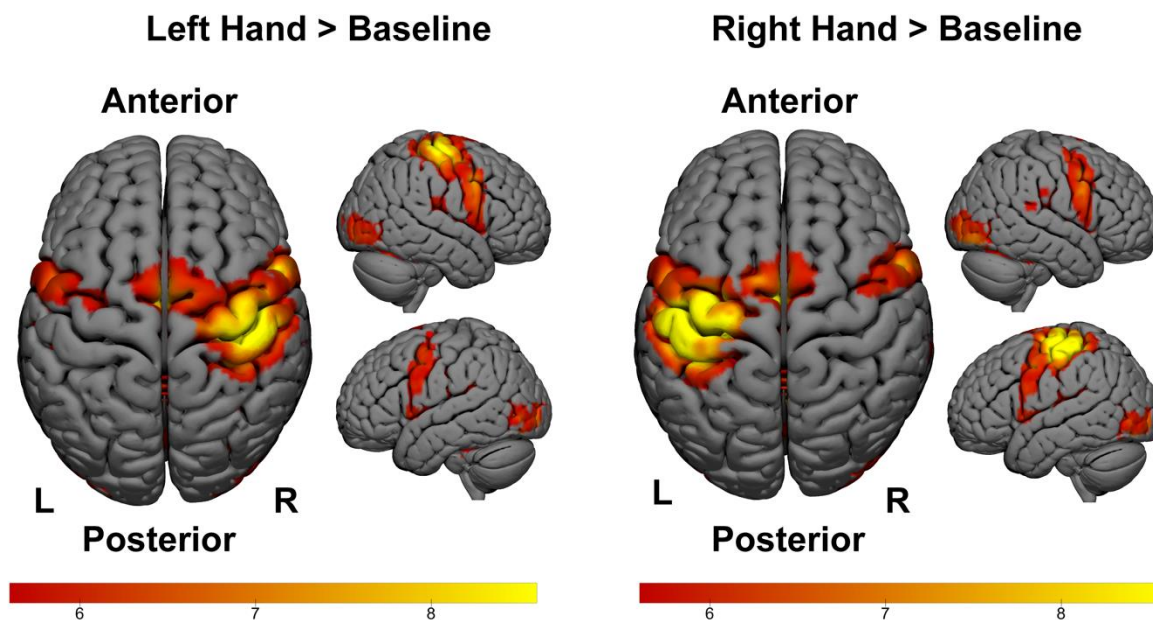 Left Hand > Baseline
Right Hand > Baseline
Anterior
Anterior
L
R
L
R
Posterior
Posterior
6 7 8
6 7 8